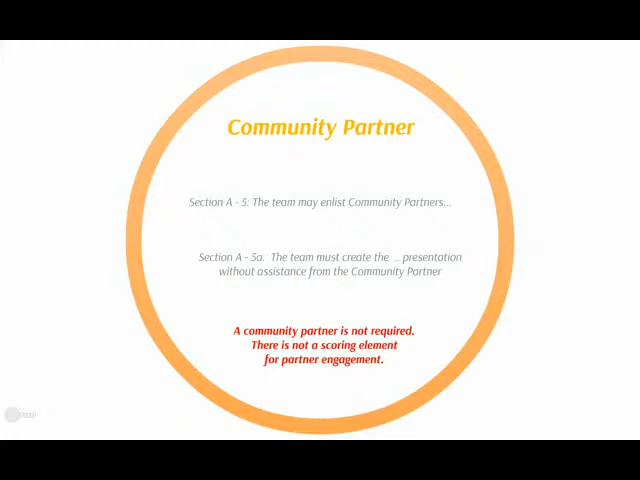 Community Partner
Section A - 5: The team may enlist Community Partners...
Section A - 5a.  The team must create the  .. presentation
without assistance from the Community Partner
A community partner is not required.
There is not a scoring element
for partner engagement.